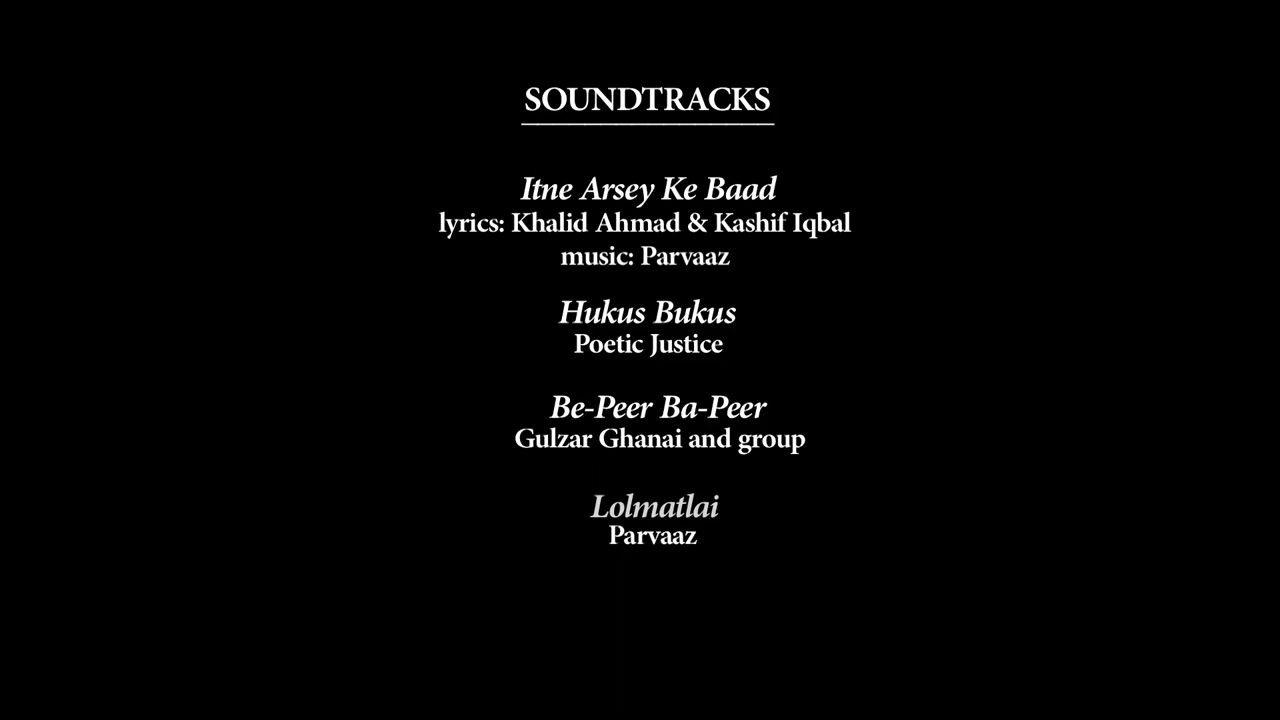 SOUNDTRACKS
Itne Arsey Ke Baad
lyrics: Khalid Ahmad & Kashif Iqbal
music: Parvaaz
Hukus Bukus
Poetic Justice
Be-Peer Ba-Peer
Gulzar Ghanai and group
Lolmatlai
Parvaaz